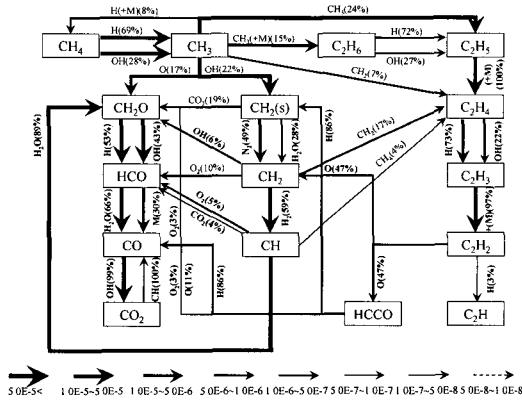 H(+M)(8%)
CH₃(24%)
CH₄
H(69%)
OH(28%)
CH₃
CH₃(+M)(15%)
C₂H₆
H(72%)
OH(27%)
C₂H₅
O(17%)
OH(22%)
CH₂(7%)
(+M)
(100%)
CH₂O
CO₂(19%)
CH₂(s)
C₂H₄
H₂O(89%)
H(53%)
OH(43%)
OH(6%)
N₂(49%)
H₂O(28%)
H(86%)
CH₃(17%)
CH₄(4%)
H(73%)
OH(22%)
HCO
O₂(10%)
CH₂
O(47%)
C₂H₃
H₂O(66%)
M(30%)
O₂(3%)
O₂(5%)
CO₂(4%)
H₂(59%)
+(M)(97%)
CO
CH
C₂H₂
OH(99%)
CH(100%)
O₂(3%)
O(11%)
H(86%)
O(47%)
H(3%)
CO₂
HCCO
C₂H
5 0E-5< 1 0E-5~5 0E-5 1 0E-5~5 0E-6 5 0E-6~1 0E-6 1 0E-6~5 0E-7 5 0E-7~1 0E-7 1 0E-7~5 0E-8 5 0E-8~1 0E-8